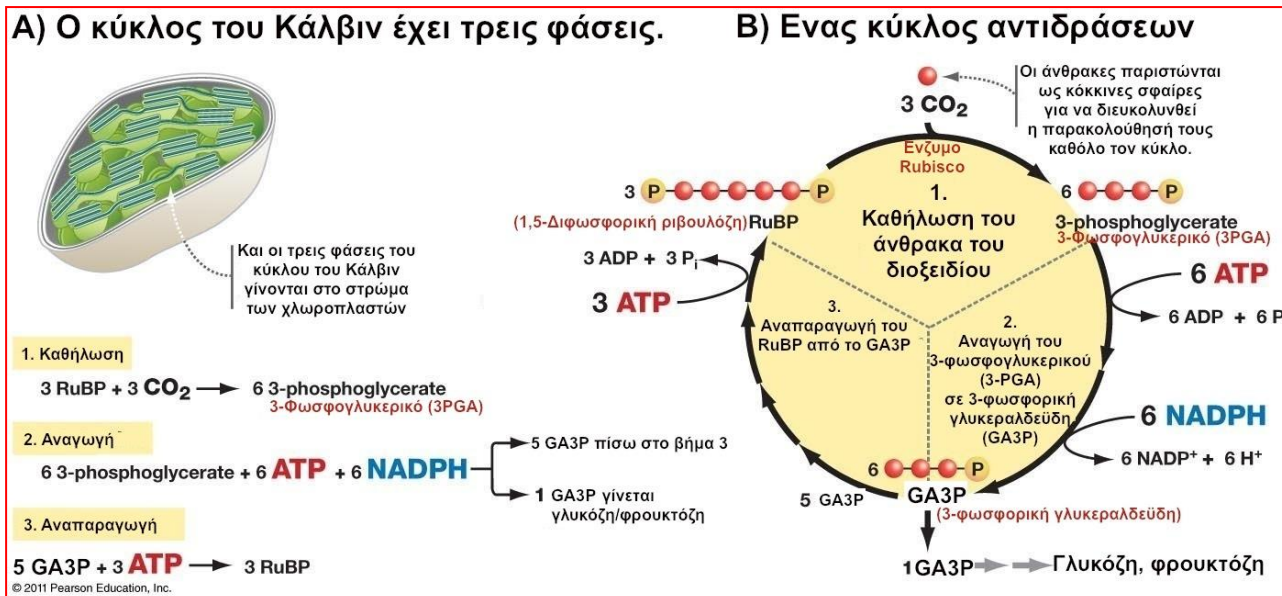 Α) Ο κύκλος του Κάλβιν έχει τρεις φάσεις.
Και οι τρεις φάσεις του
κύκλου του Κάλβιν
γίνονται στο στρώμα
των χλωροπλαστών
1. Καθήλωση
3 RuBP + 3 CO₂ → 6 3-phosphoglycerate
3-Φωσφογλυκερικό (3PGA)
2. Αναγωγή
6 3-phosphoglycerate + 6 ATP + 6 NADPH
5 GA3P πίσω στο βήμα 3
1 GA3P γίνεται
γλυκόζη/φρουκτόζη
3. Αναπαραγωγή
5 GA3P + 3 ATP → 3 RuBP
© 2011 Pearson Education, Inc.
Β) Ενας κύκλος αντιδράσεων
Οι άνθρακες παριστώνται
ως κόκκινες σφαίρες
για να διευκολυνθεί
η παρακολούθησή τους
καθόλο τον κύκλο.
3 CO₂
Ενζυμο
Rubisco
3 P P
(1,5-Διφωσφορική ριβουλόζη) RuBP
1.
Καθήλωση του
άνθρακα του
διοξειδίου
6 P
3-phosphoglycerate
3-Φωσφογλυκερικό (3PGA)
3 ADP + 3 Pi
3 ATP
6 ATP
6 ADP + 6 P
3.
Αναπαραγωγή του
RuBP από το GA3P
2.
Αναγωγή του
3-φωσφογλυκερικού
(3-PGA)
σε 3-φωσφορική
γλυκεραλδεΰδη
(GA3P)
6 NADPH
6 NADP⁺ + 6 H⁺
6 P
5 GA3P
GA3P
(3-φωσφορική γλυκεραλδεΰδη)
1GA3P → → Γλυκόζη, φρουκτόζη